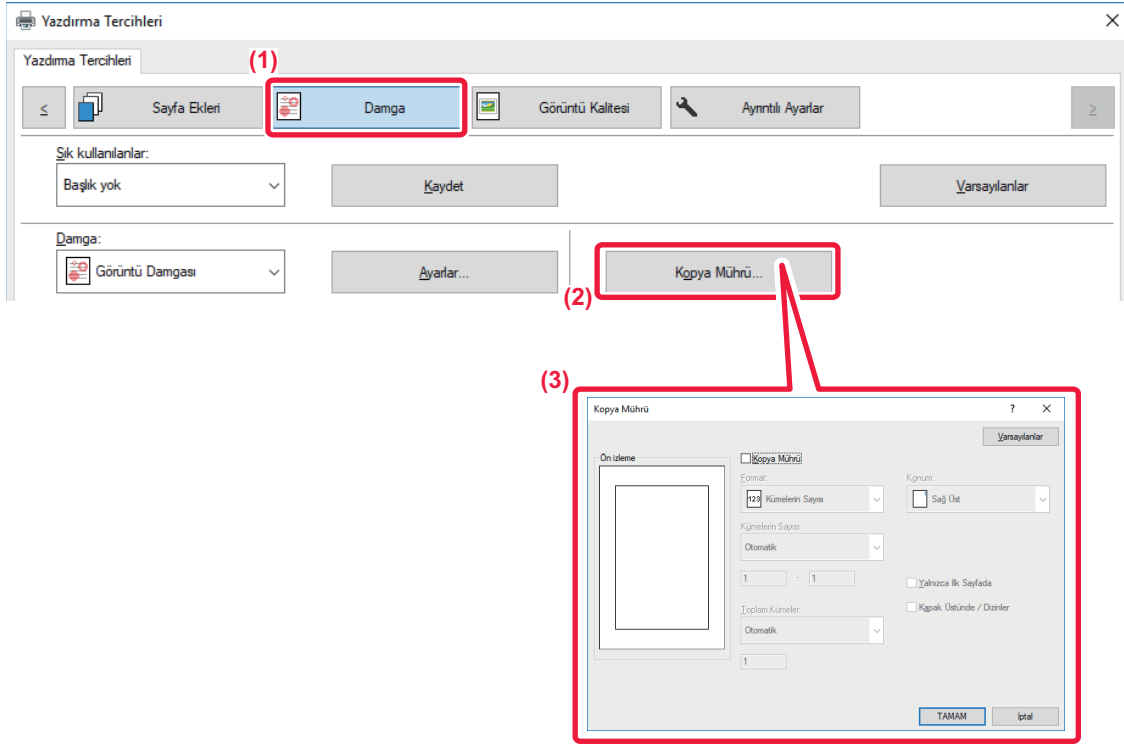 Yazdırma Tercihleri
Yazdırma Tercihleri
(1)
< Sayfa Ekleri Damga Görüntü Kalitesi Ayrıntılı Ayarlar >
Sık kullanılanlar:
Başlık yok Kaydet Varsayılanlar
Damga:
Görüntü Damgası Ayarlar... Kopya Mührü...
(2)
(3)
Kopya Mührü ?
Varsayılanlar
Ön izleme Kopya Mührü
Format: Konum:
123 Kümelerin Sayısı Sağ Üst
Kümelerin Sayısı:
Otomatik
1 - 1 Yalnızca Ilk Sayfada
Toplam Kümeler: Kapak Üstünde / Dizinler
Otomatik
1
TAMAM İptal